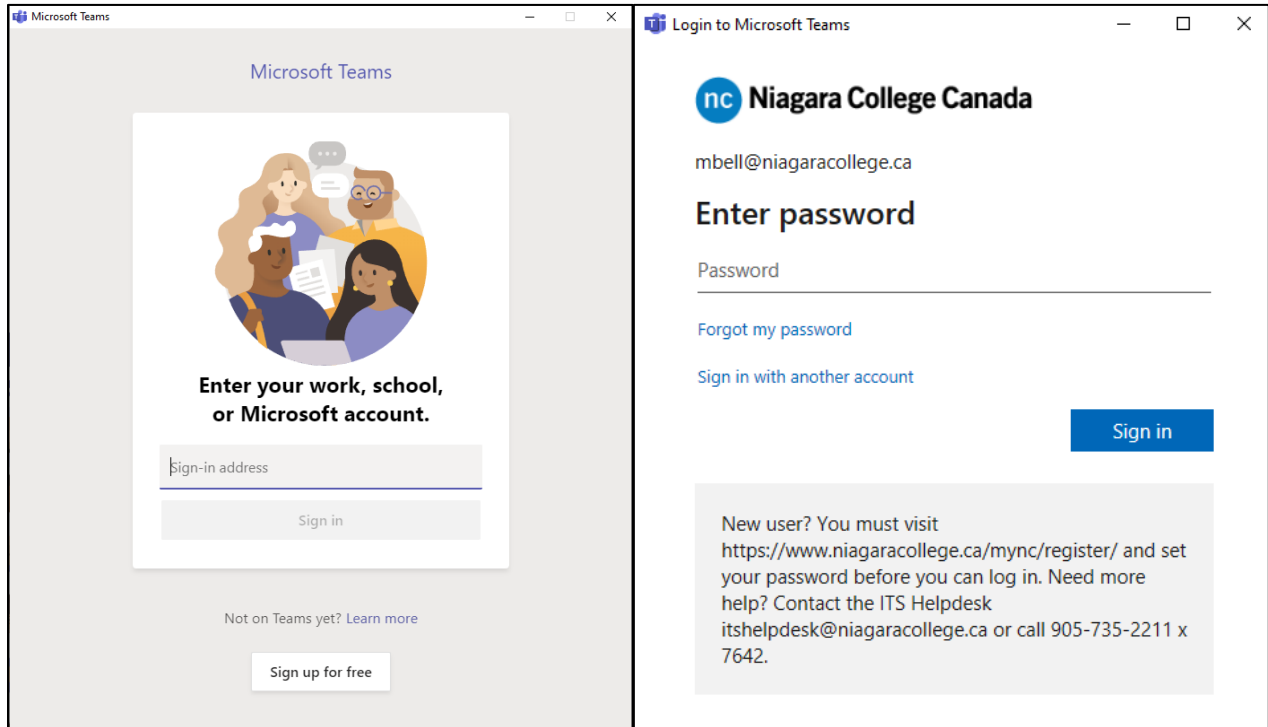 Microsoft Teams
Microsoft Teams
Enter your work, school,
or Microsoft account.
Sign-in address
Sign in
Not on Teams yet? Learn more
Sign up for free
Login to Microsoft Teams
nc Niagara College Canada
mbell@niagaracollege.ca
Enter password
Password
Forgot my password
Sign in with another account
Sign in
New user? You must visit
https://www.niagaracollege.ca/mync/register/ and set
your password before you can log in. Need more
help? Contact the ITS Helpdesk
itshelpdesk@niagaracollege.ca or call 905-735-2211 x
7642.